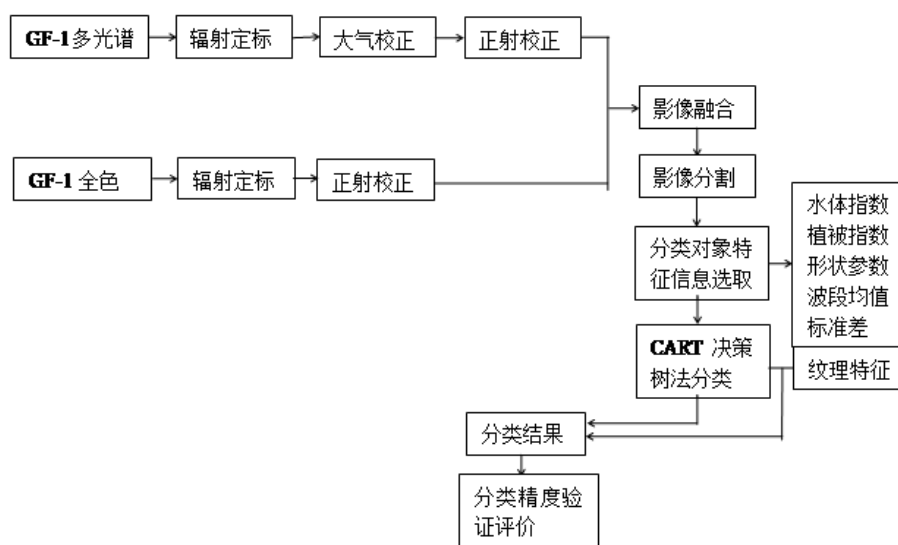 GF-1多光谱
辐射定标
大气校正
正射校正
影像融合
GF-1全色
辐射定标
正射校正
影像分割
分类对象特
征信息选取
水体指数
植被指数
形状参数
波段均值
标准差
CART 决策
树法分类
纹理特征
分类结果
分类精度验
证评价